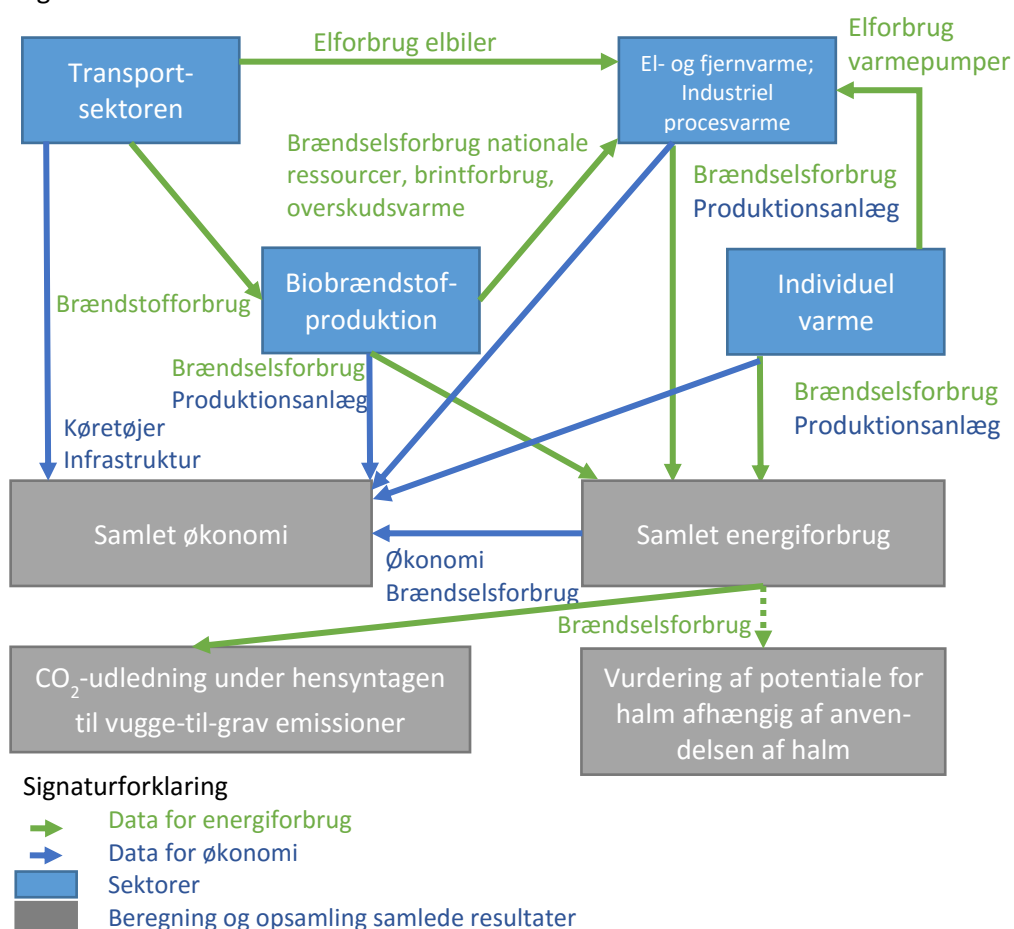 Elforbrug elbiler
Elforbrug
varmepumper
Transport-
sektoren
El- og fjernvarme;
Industriel
procesvarme
Brændselsforbrug nationale
ressourcer, brintforbrug,
overskudsvarme
Brændselsforbrug
Produktionsanlæg
Biobrændstof-
produktion
Individuel
varme
Brændstofforbrug
Brændselsforbrug
Produktionsanlæg
Brændselsforbrug
Produktionsanlæg
Køretøjer
Infrastruktur
Samlet økonomi
Samlet energiforbrug
Økonomi
Brændselsforbrug
Brændselsforbrug
CO2-udledning under hensyntagen
til vugge-til-grav emissioner
Vurdering af potentiale for
halm afhængig af anven-
delsen af halm
Signaturforklaring
Data for energiforbrug
Data for økonomi
Sektorer
Beregning og opsamling samlede resultater